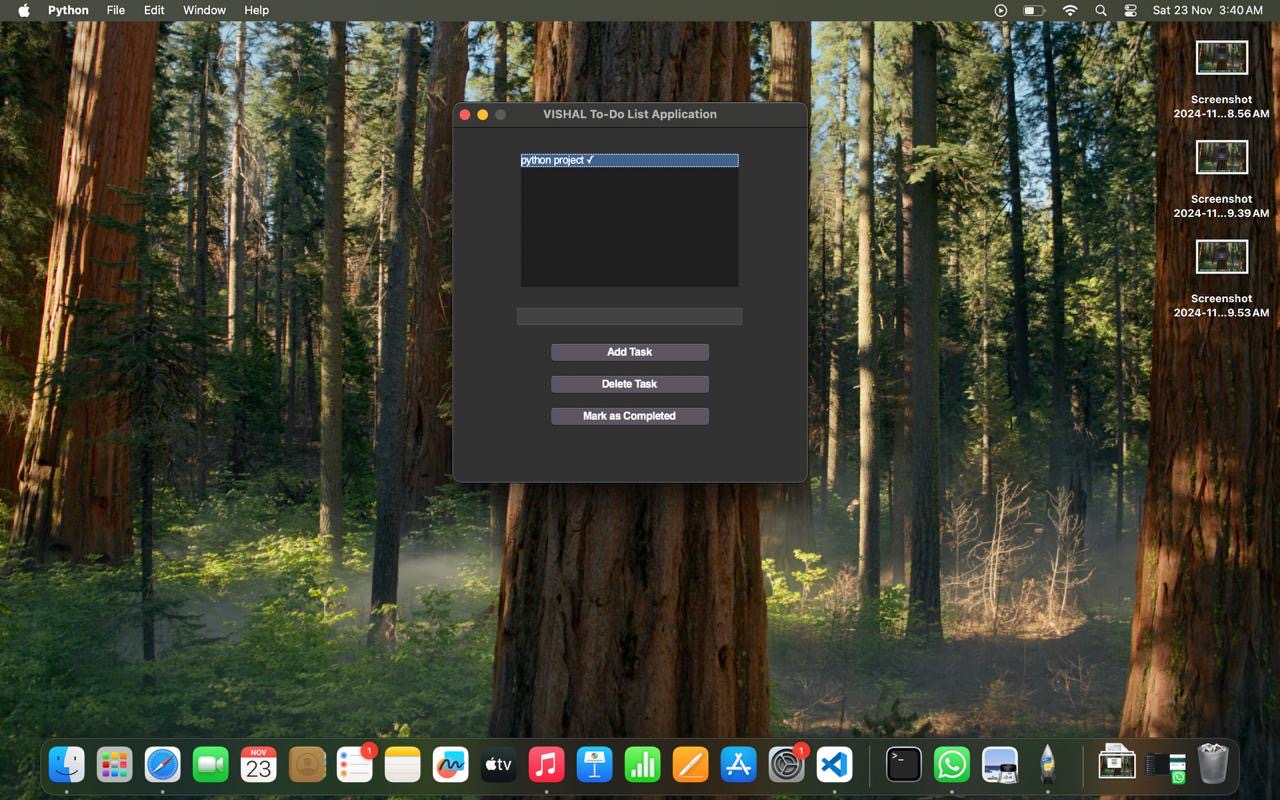 Python File Edit Window Help Sat 23 Nov 3:40 AM
Screenshot
2024-11...8.56 AM
Screenshot
2024-11...9.39 AM
Screenshot
2024-11...9.53 AM
VISHAL To-Do List Application
python project ✓
Add Task
Delete Task
Mark as Completed
NOV
23
1
tv
1